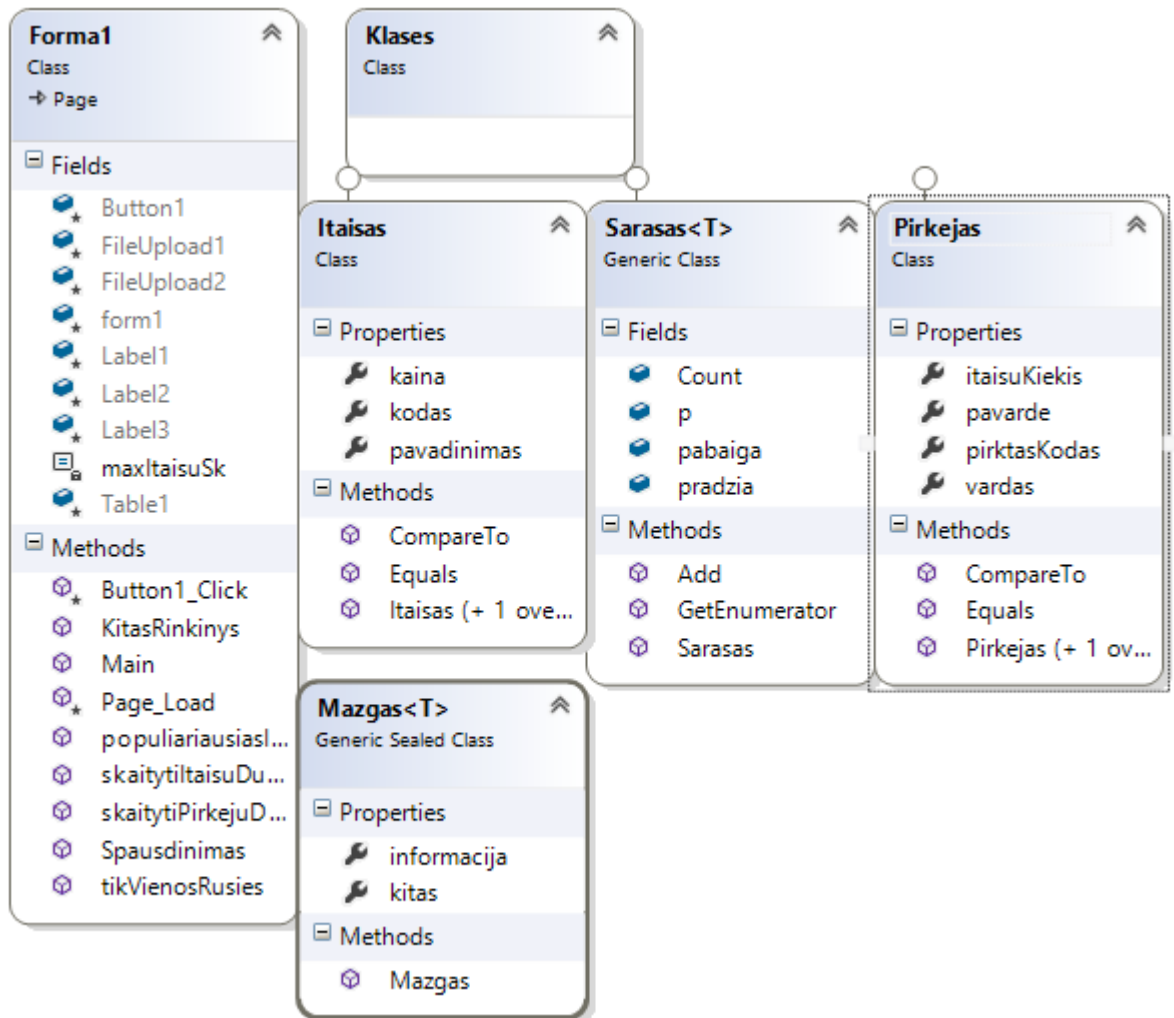 Forma1
Class
Page
Fields
Button1
FileUpload1
FileUpload2
form1
Label1
Label2
Label3
maxItaisuSk
Table1
Methods
Button1_Click
KitasRinkinys
Main
Page_Load
populiariausiasI...
skaitytiItaisuDu...
skaitytiPirkejuD...
Spausdinimas
tikVienosRusies
Klases
Class
Itaisas
Class
Properties
kaina
kodas
pavadinimas
Methods
CompareTo
Equals
Itaisas (+ 1 ove...
Sarasas<T>
Generic Class
Fields
Count
p
pabaiga
pradzia
Methods
Add
GetEnumerator
Sarasas
Pirkejas
Class
Properties
itaisuKiekis
pavarde
pirktasKodas
vardas
Methods
CompareTo
Equals
Pirkejas (+ 1 ov...
Mazgas<T>
Generic Sealed Class
Properties
informacija
kitas
Methods
Mazgas